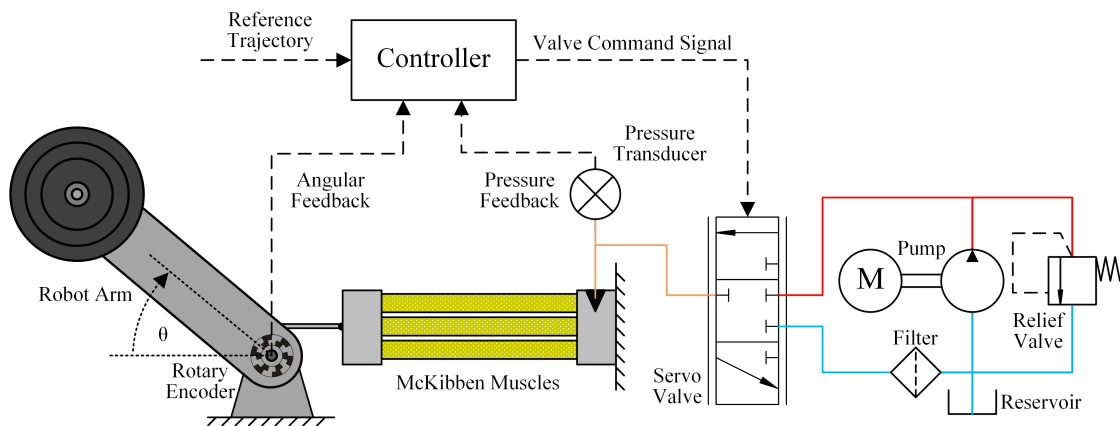 Reference
Trajectory
Controller
Valve Command Signal
Pressure
Transducer
Angular
Feedback
Pressure
Feedback
Pump
M
Robot Arm
θ
Relief
Valve
Filter
Rotary
Encoder
McKibben Muscles
Servo
Valve
Reservoir